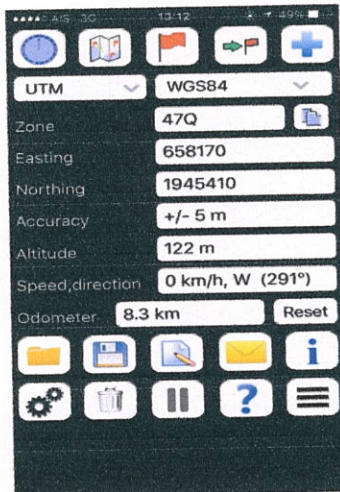 AIS 3G 13:12 49%
UTM WGS84
Zone 47Q
Easting 658170
Northing 1945410
Accuracy +/- 5 m
Altitude 122 m
Speed,direction 0 km/h, W (291°)
Odometer 8.3 km Reset
i
?